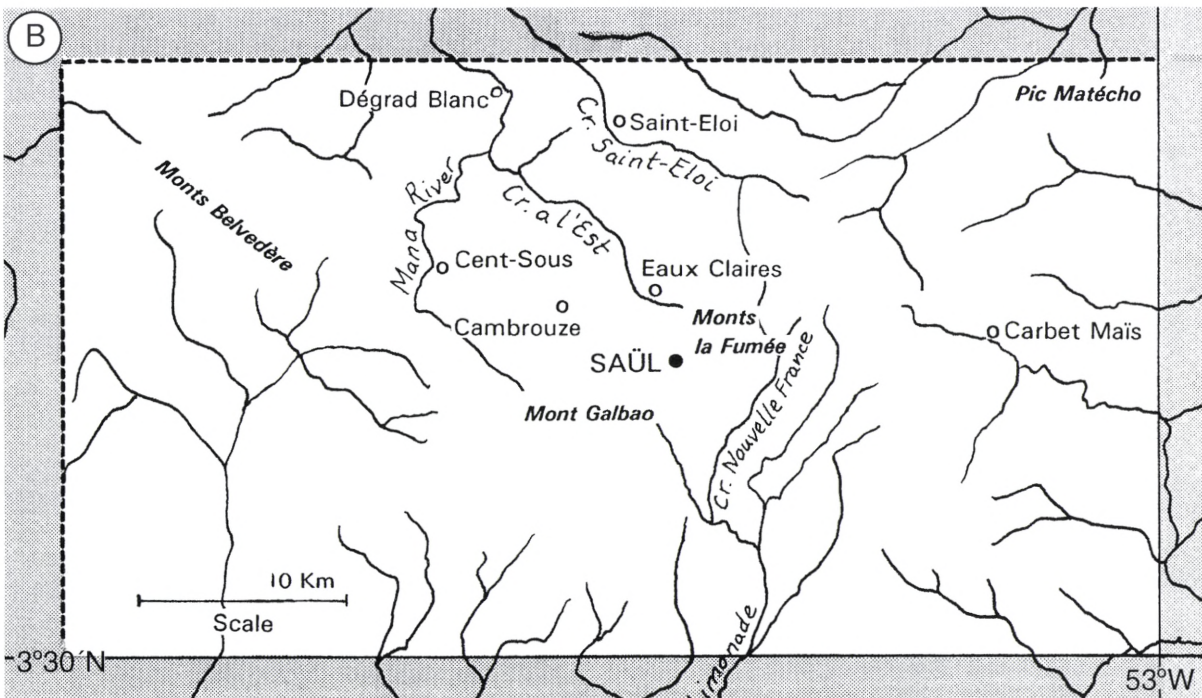 B
Dégrad Blanc
Pic Matécho
Saint-Eloi
Cr. Saint-Eloi
Monts Belvedère
Mana River
Cr. a l'Est
Cent-Sous
Eaux Claires
Cambrouze
Monts
la Fumée
Carbet Maïs
SAÜL
Mont Galbao
Cr. Nouvelle France
10 Km
Scale
3°30´N
53°W